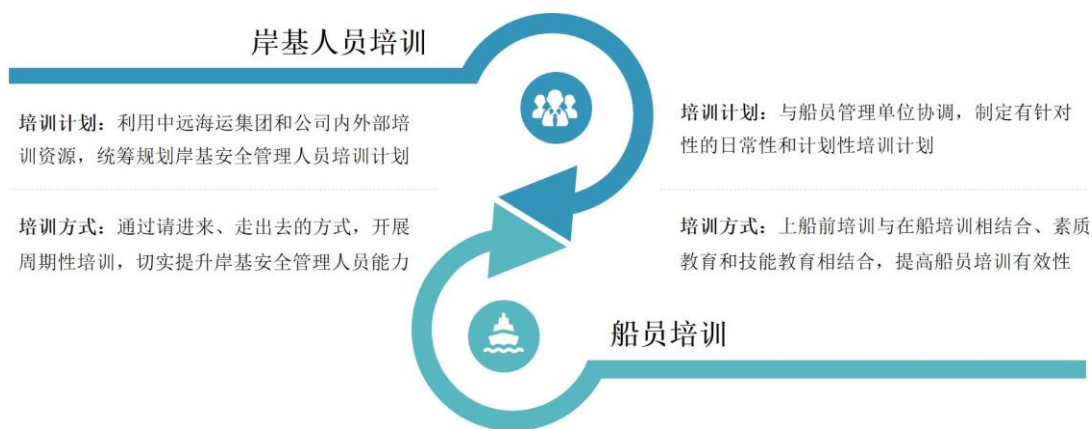 岸基人员培训
培训计划：利用中远海运集团和公司内外部培
训资源，统筹规划岸基安全管理人员培训计划
培训方式：通过请进来、走出去的方式，开展
周期性培训，切实提升岸基安全管理人员能力
培训计划：与船员管理单位协调，制定有针对
性的日常性和计划性培训计划
培训方式：上船前培训与在船培训相结合、素质
教育和技能教育相结合，提高船员培训有效性
船员培训